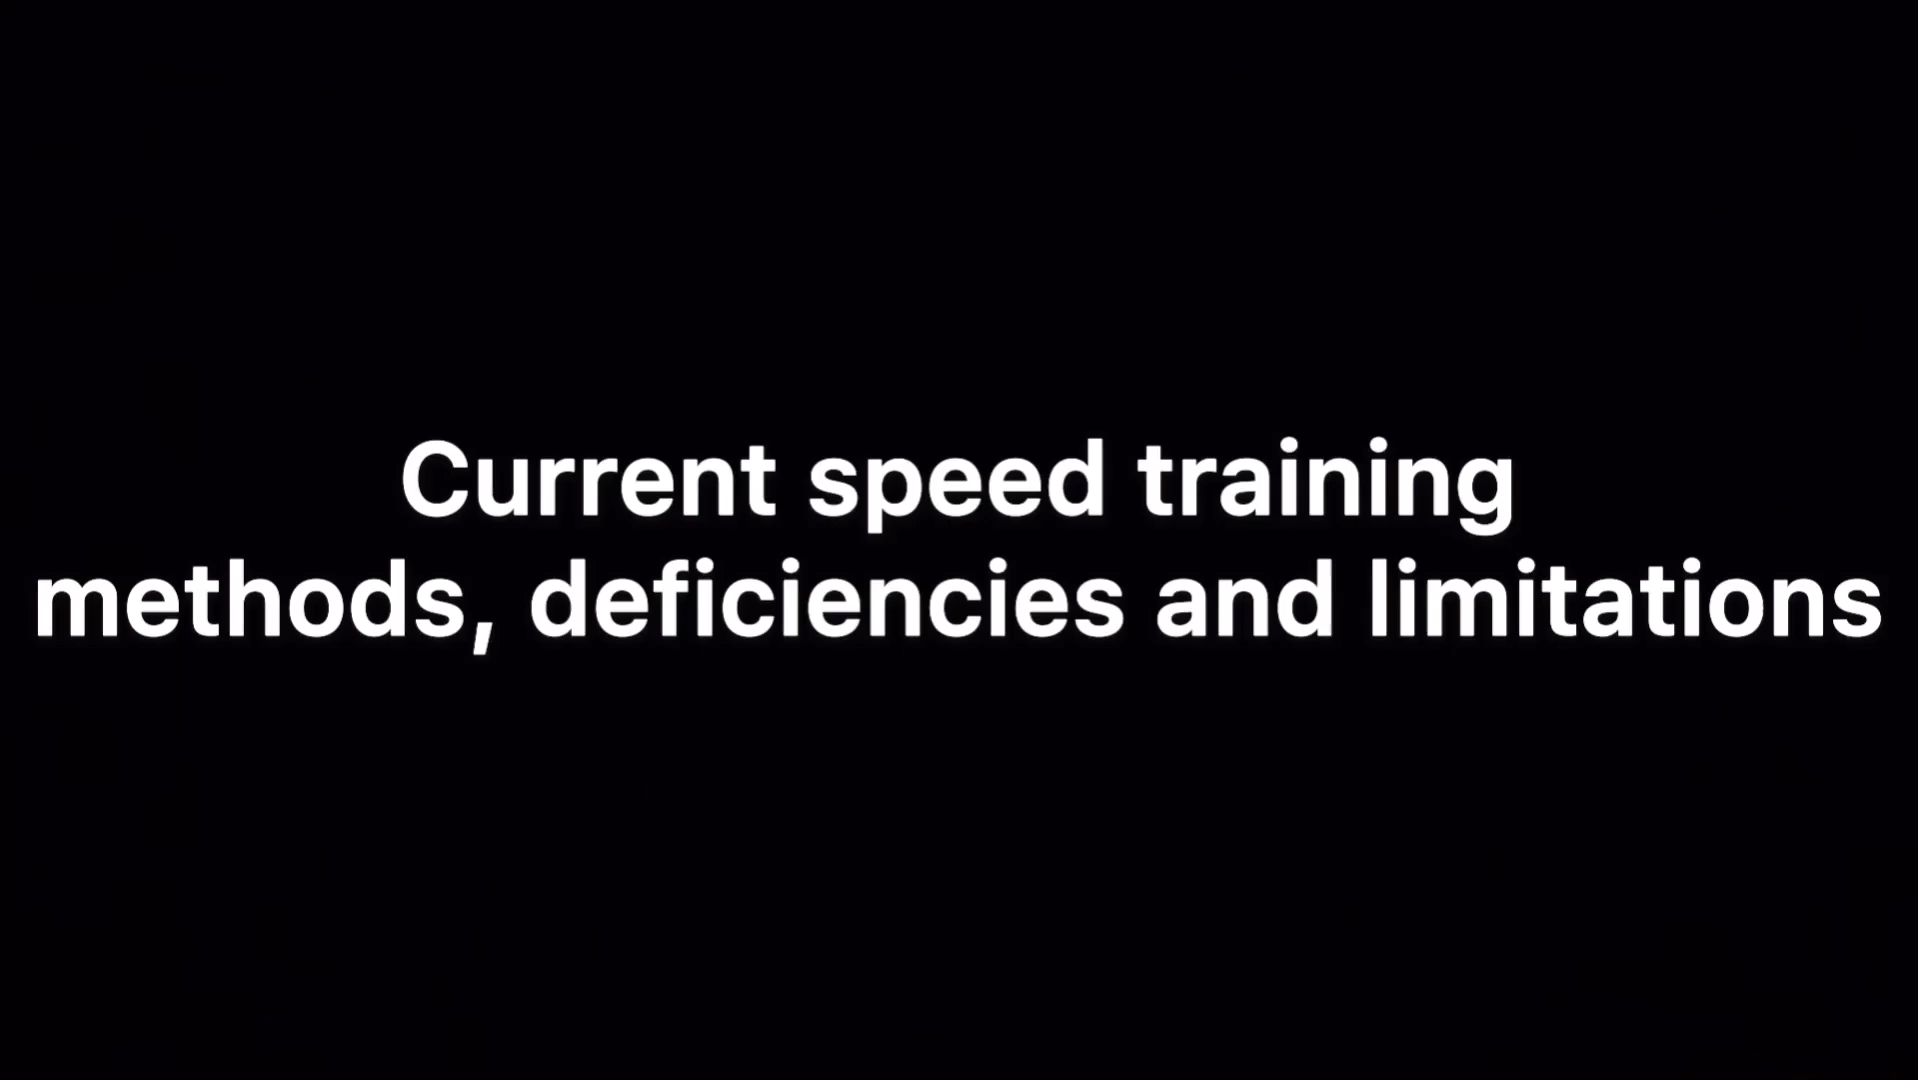 Current speed training
methods, deficiencies and limitations